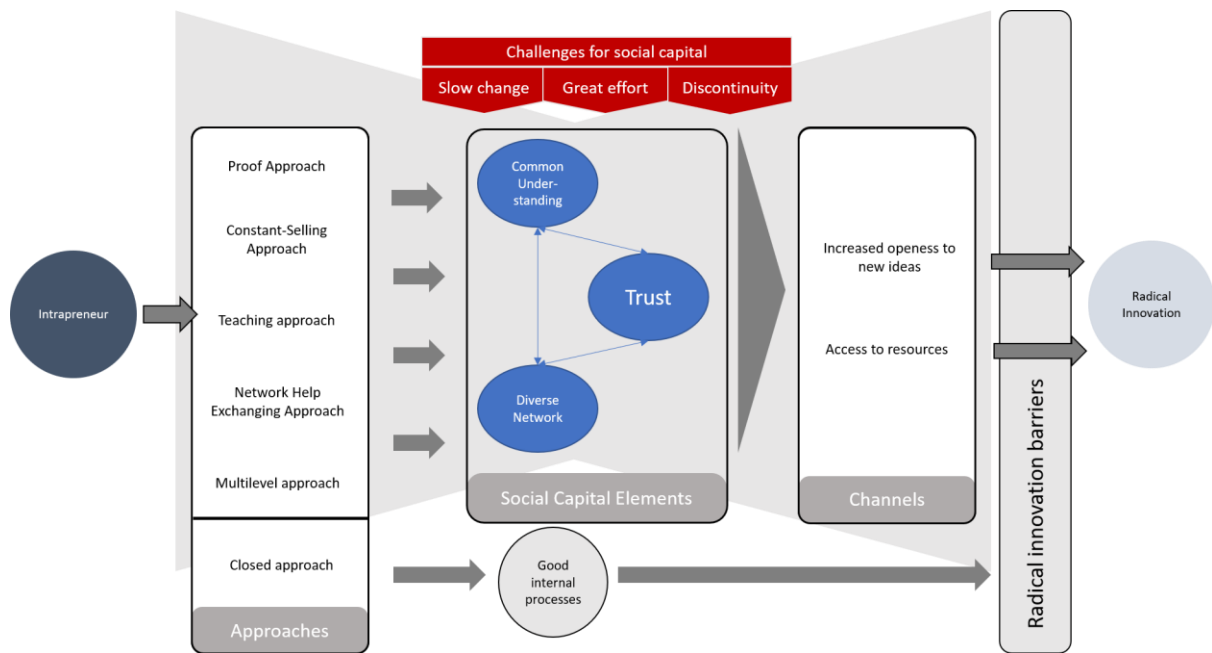 Challenges for social capital
Slow change
Great effort
Discontinuity
Intrapreneur
Proof Approach
Constant-Selling
Approach
Teaching approach
Network Help
Exchanging Approach
Multilevel approach
Closed approach
Approaches
Common
Under-
standing
Trust
Diverse
Network
Social Capital Elements
Good
internal
processes
Increased openess to
new ideas
Access to resources
Channels
Radical innovation barriers
Radical
Innovation